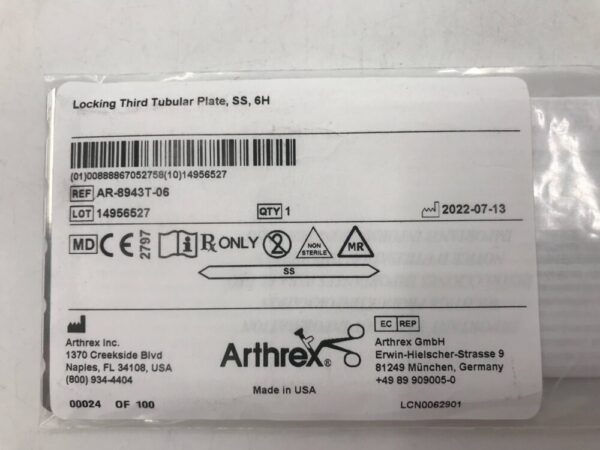 Locking Third Tubular Plate, SS, 6H
(01)00888867052758(10)14956527
REF AR-8943T-06
LOT 14956527 QTY 1 2022-07-13
MD CE 2797 i Rx ONLY 2 NON STERILE MR
SS
Arthrex Inc.
1370 Creekside Blvd
Naples, FL 34108, USA
(800) 934-4404
Arthrex®
Made in USA
EC REP
Arthrex GmbH
Erwin-Hielscher-Strasse 9
81249 München, Germany
+49 89 909005-0
00024 OF 100
LCN0062901